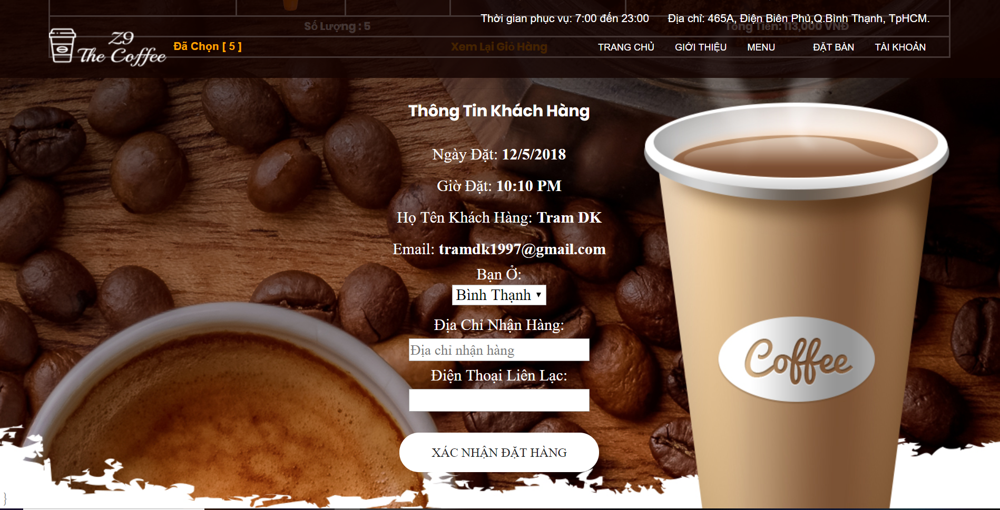 Thời gian phục vụ: 7:00 đến 23:00 Địa chỉ: 465A, Điện Biên Phủ,Q.Bình Thạnh, TpHCM.
Số Lượng : 5 Tổng Tiền: 113,000 VNĐ
Z9
The Coffee
Đã Chọn [ 5 ] Xem Lại Giỏ Hàng TRANG CHỦ GIỚI THIỆU MENU ĐẶT BÀN TÀI KHOẢN
Thông Tin Khách Hàng
Ngày Đặt: 12/5/2018
Giờ Đặt: 10:10 PM
Họ Tên Khách Hàng: Tram DK
Email: tramdk1997@gmail.com
Bạn Ở:
Bình Thạnh
Địa Chỉ Nhận Hàng:
Địa chỉ nhận hàng
Coffee
Điện Thoại Liên Lạc:
XÁC NHẬN ĐẶT HÀNG
}